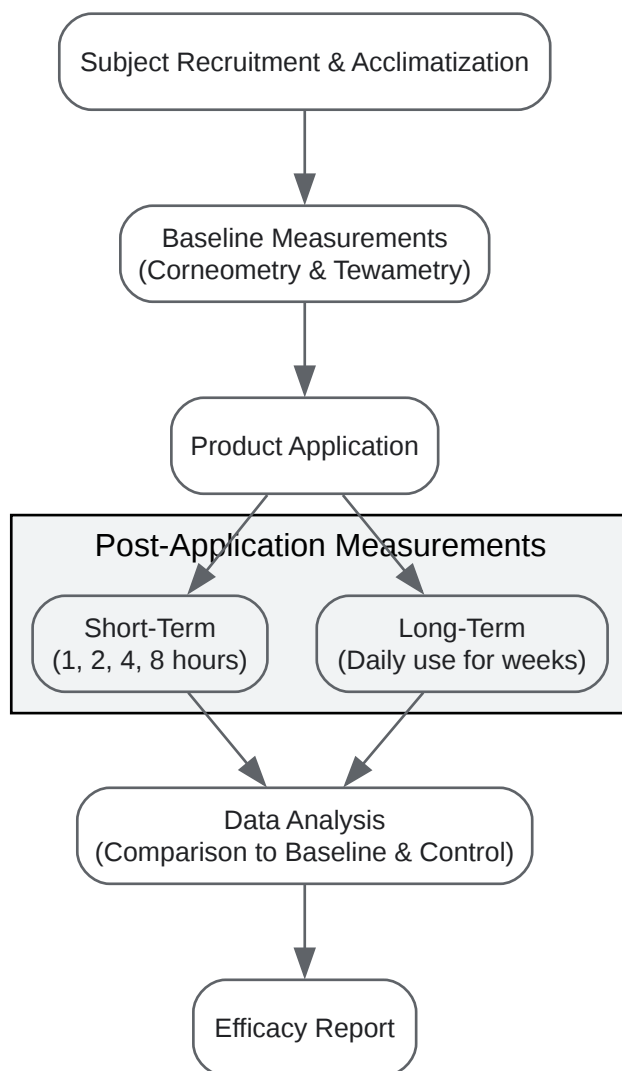 Subject Recruitment & Acclimatization
Baseline Measurements
(Corneometry & Tewametry)
Product Application
Post-Application Measurements
Short-Term
(1, 2, 4, 8 hours)
Long-Term
(Daily use for weeks)
Data Analysis
(Comparison to Baseline & Control)
Efficacy Report